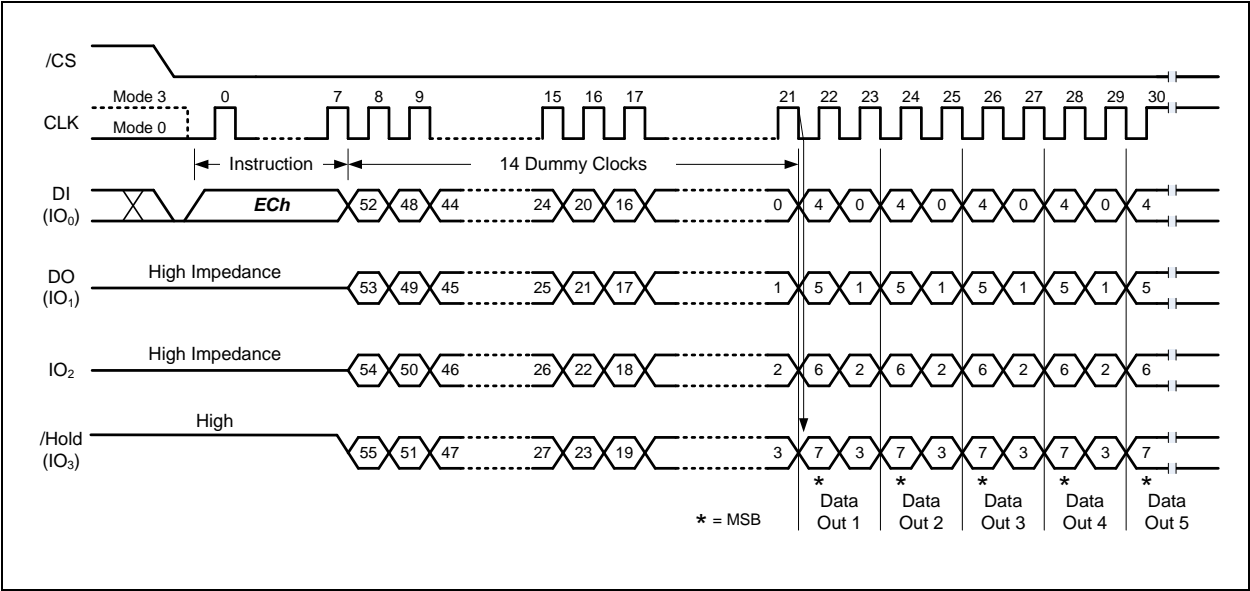 /CS
Mode 3 0 7 8 9 15 16 17 21 22 23 24 25 26 27 28 29 30
CLK
Mode 0
Instruction 14 Dummy Clocks
DI
(IO0) ECh 52 48 44 24 20 16 0 4 0 4 0 4 0 4 0 4
DO
(IO1) High Impedance 53 49 45 25 21 17 1 5 1 5 1 5 1 5 1 5
IO2 High Impedance 54 50 46 26 22 18 2 6 2 6 2 6 2 6 2 6
High
/Hold
(IO3) 55 51 47 27 23 19 3 7 3 7 3 7 3 7 3 7
* * * * *
Data Data Data Data Data
* = MSB Out 1 Out 2 Out 3 Out 4 Out 5